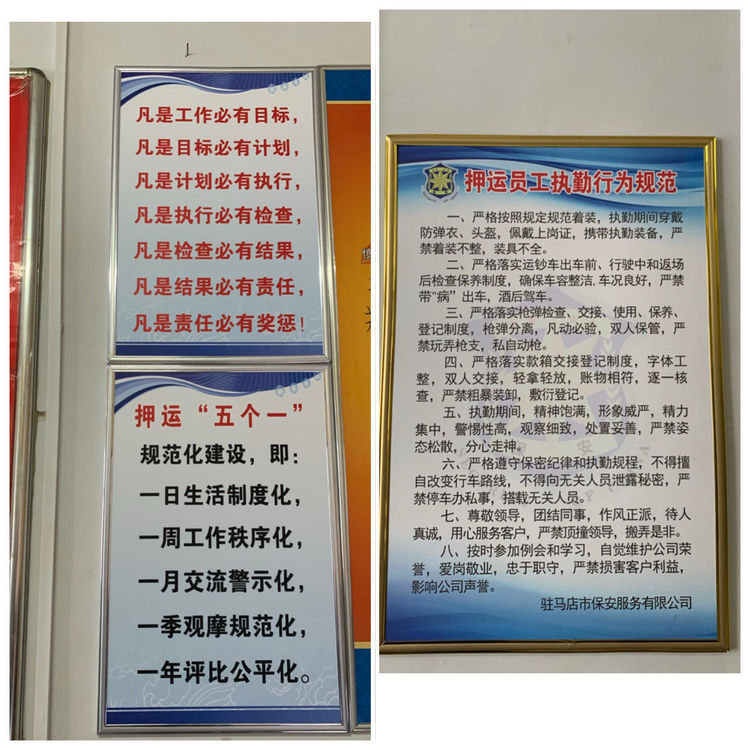 凡是工作必有目标，
凡是目标必有计划，
凡是计划必有执行，
凡是执行必有检查，
凡是检查必有结果，
凡是结果必有责任，
凡是责任必有奖惩！
押运“五个一”
规范化建设，即：
一日生活制度化，
一周工作秩序化，
一月交流警示化，
一季观摩规范化，
一年评比公平化。
押运员工执勤行为规范
一、严格按照规定规范着装，执勤期间穿戴
防弹衣、头盔，佩戴上岗证，携带执勤装备，严
禁着装不整，装具不全。
二、严格落实运钞车出车前、行驶中和返场
后检查保养制度，确保车容整洁,车况良好，严禁
带“病”出车，酒后驾车。
三、严格落实枪弹检查、交接、使用、保养、
登记制度，枪弹分离，凡动必验，双人保管，严
禁玩弄枪支，私自动枪。
四、严格落实款箱交接登记制度，字体工
整，双人交接，轻拿轻放，账物相符，逐一核
查，严禁粗暴装卸，敷衍登记。
五、执勤期间，精神饱满，形象威严，精力
集中，警惕性高，观察细致，处置妥善，严禁姿
态松散，分心走神。
六、严格遵守保密纪律和执勤规程，不得擅
自改变行车路线，不得向无关人员泄露秘密，严
禁停车办私事，搭载无关人员。
七、尊敬领导，团结同事，作风正派，待人
真诚，用心服务客户，严禁顶撞领导，搬弄是非。
八、按时参加例会和学习，自觉维护公司荣
誉，爱岗敬业，忠于职守，严禁损害客户利益，
影响公司声誉。
驻马店市保安服务有限公司